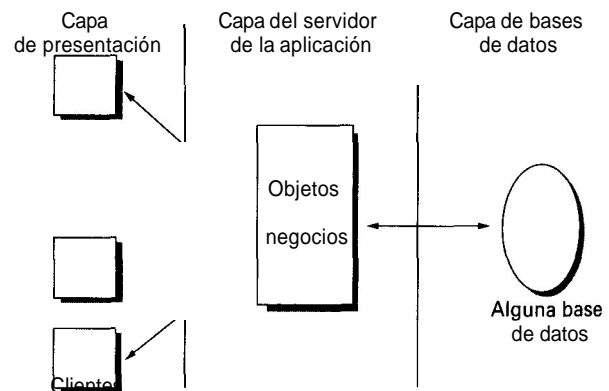 Capa
de presentación
Capa del servidor
de la aplicación
Capa de bases
de datos
Objetos
negocios
Alguna base
de datos
Clientes